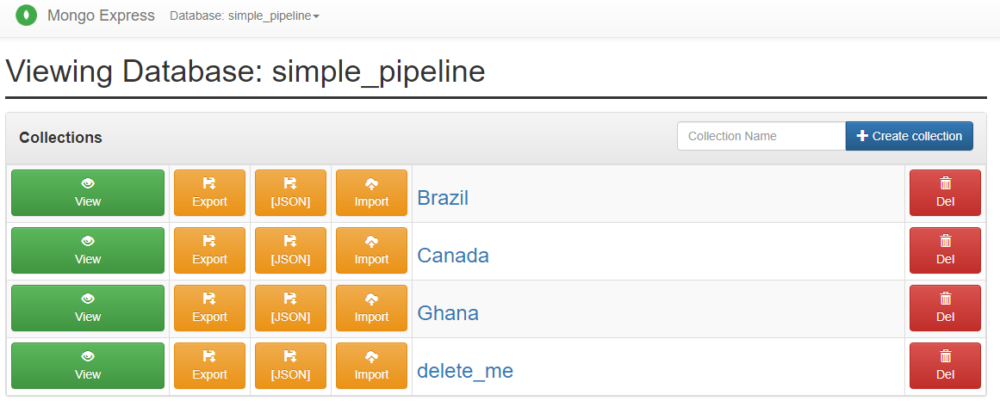 Mongo Express Database: simple_pipeline
Viewing Database: simple_pipeline
Collections Collection Name Create collection
View Export [JSON] Import Brazil Del
View Export [JSON] Import Canada Del
View Export [JSON] Import Ghana Del
View Export [JSON] Import delete_me Del